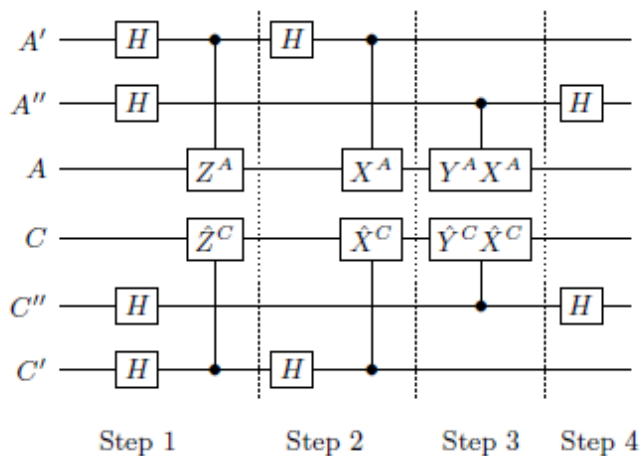 A′ H H
A″ H H
A Z^A X^A Y^A X^A
C Ẑ^C X̂^C Ŷ^C X̂^C
C″ H H
C′ H H
Step 1 Step 2 Step 3 Step 4